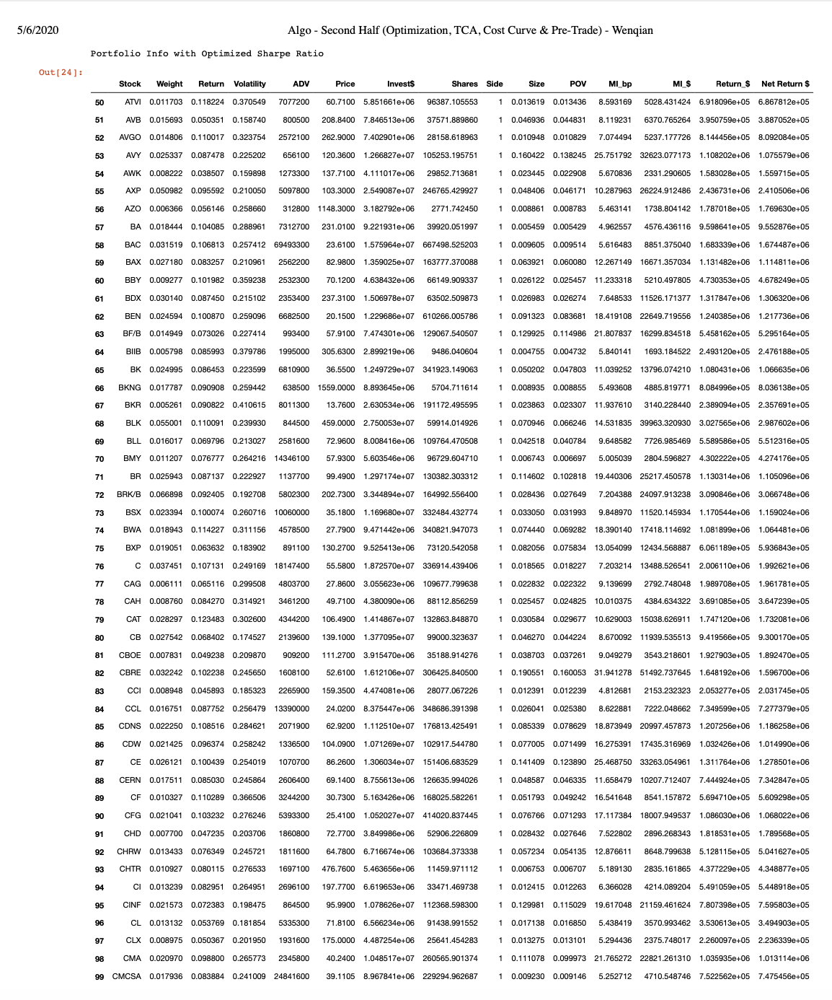 5/6/2020 Algo - Second Half (Optimization, TCA, Cost Curve & Pre-Trade) - Wenqian
Portfolio Info with Optimized Sharpe Ratio
Out[24]:
Stock Weight Return Volatility ADV Price Invest$ Shares Side Size POV MI_bp MI_$ Return_$ Net Return $
50 ATVI 0.011703 0.118224 0.370549 7077200 60.7100 5.851661e+06 96387.105553 1 0.013619 0.013436 8.593169 5028.431424 6.918096e+05 6.867812e+05
51 AVB 0.015693 0.050351 0.158740 800500 208.8400 7.846513e+06 37571.889860 1 0.046936 0.044831 8.119231 6370.765264 3.950759e+05 3.887052e+05
52 AVGO 0.014806 0.110017 0.323754 2572100 262.9000 7.402901e+06 28158.618963 1 0.010948 0.010829 7.074494 5237.177726 8.144456e+05 8.092084e+05
53 AVY 0.025337 0.087478 0.225202 656100 120.3600 1.266827e+07 105253.195751 1 0.160422 0.138245 25.751792 32623.077173 1.108202e+06 1.075579e+06
54 AWK 0.008222 0.038507 0.159898 1273300 137.7100 4.111017e+06 29852.713681 1 0.023445 0.022908 5.670836 2331.290605 1.583028e+05 1.559715e+05
55 AXP 0.050982 0.095592 0.210050 5097800 103.3000 2.549087e+07 246765.429927 1 0.048406 0.046171 10.287963 26224.912486 2.436731e+06 2.410506e+06
56 AZO 0.006366 0.056146 0.258660 312800 1148.3000 3.182792e+06 2771.742450 1 0.008861 0.008783 5.463141 1738.804142 1.787018e+05 1.769630e+05
57 BA 0.018444 0.104085 0.288961 7312700 231.0100 9.221931e+06 39920.051997 1 0.005459 0.005429 4.962557 4576.436116 9.598641e+05 9.552876e+05
58 BAC 0.031519 0.106813 0.257412 69493300 23.6100 1.575964e+07 667498.525203 1 0.009605 0.009514 5.616483 8851.375040 1.683339e+06 1.674487e+06
59 BAX 0.027180 0.083257 0.210961 2562200 82.9800 1.359025e+07 163777.370088 1 0.063921 0.060080 12.267149 16671.357034 1.131482e+06 1.114811e+06
60 BBY 0.009277 0.101982 0.359238 2532300 70.1200 4.638432e+06 66149.909337 1 0.026122 0.025457 11.233318 5210.497805 4.730353e+05 4.678249e+05
61 BDX 0.030140 0.087450 0.215102 2353400 237.3100 1.506978e+07 63502.509873 1 0.026983 0.026274 7.648533 11526.171377 1.317847e+06 1.306320e+06
62 BEN 0.024594 0.100870 0.259096 6682500 20.1500 1.229686e+07 610266.005786 1 0.091323 0.083681 18.419108 22649.719556 1.240385e+06 1.217736e+06
63 BF/B 0.014949 0.073026 0.227414 993400 57.9100 7.474301e+06 129067.540507 1 0.129925 0.114986 21.807837 16299.834518 5.458162e+05 5.295164e+05
64 BIIB 0.005798 0.085993 0.379786 1995000 305.6300 2.899219e+06 9486.040604 1 0.004755 0.004732 5.840141 1693.184522 2.493120e+05 2.476188e+05
65 BK 0.024995 0.086453 0.223599 6810900 36.5500 1.249729e+07 341923.149063 1 0.050202 0.047803 11.039252 13796.074210 1.080431e+06 1.066635e+06
66 BKNG 0.017787 0.090908 0.259442 638500 1559.0000 8.893645e+06 5704.711614 1 0.008935 0.008855 5.493608 4885.819771 8.084996e+05 8.036138e+05
67 BKR 0.005261 0.090822 0.410615 8011300 13.7600 2.630534e+06 191172.495595 1 0.023863 0.023307 11.937610 3140.228440 2.389094e+05 2.357691e+05
68 BLK 0.055001 0.110091 0.239930 844500 459.0000 2.750053e+07 59914.014926 1 0.070946 0.066246 14.531835 39963.320930 3.027565e+06 2.987602e+06
69 BLL 0.016017 0.069796 0.213027 2581600 72.9600 8.008416e+06 109764.470508 1 0.042518 0.040784 9.648582 7726.985469 5.589586e+05 5.512316e+05
70 BMY 0.011207 0.076777 0.264216 14346100 57.9300 5.603546e+06 96729.604710 1 0.006743 0.006697 5.005039 2804.596827 4.302222e+05 4.274176e+05
71 BR 0.025943 0.087137 0.222927 1137700 99.4900 1.297174e+07 130382.303312 1 0.114602 0.102818 19.440306 25217.450578 1.130314e+06 1.105096e+06
72 BRK/B 0.066898 0.092405 0.192708 5802300 202.7300 3.344894e+07 164992.556400 1 0.028436 0.027649 7.204388 24097.913238 3.090846e+06 3.066748e+06
73 BSX 0.023394 0.100074 0.260716 10060000 35.1800 1.169680e+07 332484.432774 1 0.033050 0.031993 9.848970 11520.145934 1.170544e+06 1.159024e+06
74 BWA 0.018943 0.114227 0.311156 4578500 27.7900 9.471442e+06 340821.947073 1 0.074440 0.069282 18.390140 17418.114692 1.081899e+06 1.064481e+06
75 BXP 0.019051 0.063632 0.183902 891100 130.2700 9.525413e+06 73120.542058 1 0.082056 0.075834 13.054099 12434.568887 6.061189e+05 5.936843e+05
76 C 0.037451 0.107131 0.249169 18147400 55.5800 1.872570e+07 336914.439406 1 0.018565 0.018227 7.203214 13488.526541 2.006110e+06 1.992621e+06
77 CAG 0.006111 0.065116 0.299508 4803700 27.8600 3.055623e+06 109677.799638 1 0.022832 0.022322 9.139699 2792.748048 1.989708e+05 1.961781e+05
78 CAH 0.008760 0.084270 0.314921 3461200 49.7100 4.380090e+06 88112.856259 1 0.025457 0.024825 10.010375 4384.634322 3.691085e+05 3.647239e+05
79 CAT 0.028297 0.123483 0.302600 4344200 106.4900 1.414867e+07 132863.848870 1 0.030584 0.029677 10.629003 15038.626911 1.747120e+06 1.732081e+06
80 CB 0.027542 0.068402 0.174527 2139600 139.1000 1.377095e+07 99000.323637 1 0.046270 0.044224 8.670092 11939.535513 9.419566e+05 9.300170e+05
81 CBOE 0.007831 0.049238 0.209870 909200 111.2700 3.915470e+06 35188.914276 1 0.038703 0.037261 9.049279 3543.218601 1.927903e+05 1.892470e+05
82 CBRE 0.032242 0.102238 0.245650 1608100 52.6100 1.612106e+07 306425.840500 1 0.190551 0.160053 31.941278 51492.737645 1.648192e+06 1.596700e+06
83 CCI 0.008948 0.045893 0.185323 2265900 159.3500 4.474081e+06 28077.067226 1 0.012391 0.012239 4.812681 2153.232323 2.053277e+05 2.031745e+05
84 CCL 0.016751 0.087752 0.256479 13390000 24.0200 8.375447e+06 348686.391398 1 0.026041 0.025380 8.622881 7222.048662 7.349599e+05 7.277379e+05
85 CDNS 0.022250 0.108516 0.284621 2071900 62.9200 1.112510e+07 176813.425491 1 0.085339 0.078629 18.873949 20997.457873 1.207256e+06 1.186258e+06
86 CDW 0.021425 0.096374 0.258242 1336500 104.0900 1.071269e+07 102917.544780 1 0.077005 0.071499 16.275391 17435.316969 1.032426e+06 1.014990e+06
87 CE 0.026121 0.100439 0.254019 1070700 86.2600 1.306034e+07 151406.683529 1 0.141409 0.123890 25.468750 33263.054961 1.311764e+06 1.278501e+06
88 CERN 0.017511 0.085030 0.245864 2606400 69.1400 8.755613e+06 126635.994026 1 0.048587 0.046335 11.658479 10207.712407 7.444924e+05 7.342847e+05
89 CF 0.010327 0.110289 0.366506 3244200 30.7300 5.163426e+06 168025.582261 1 0.051793 0.049242 16.541648 8541.157872 5.694710e+05 5.609298e+05
90 CFG 0.021041 0.103232 0.276246 5393300 25.4100 1.052027e+07 414020.837445 1 0.076766 0.071293 17.117384 18007.949537 1.086030e+06 1.068022e+06
91 CHD 0.007700 0.047235 0.203706 1860800 72.7700 3.849986e+06 52906.226809 1 0.028432 0.027646 7.522802 2896.268343 1.818531e+05 1.789568e+05
92 CHRW 0.013433 0.076349 0.245721 1811600 64.7800 6.716674e+06 103684.373338 1 0.057234 0.054135 12.876611 8648.799638 5.128115e+05 5.041627e+05
93 CHTR 0.010927 0.080115 0.276533 1697100 476.7600 5.463656e+06 11459.971112 1 0.006753 0.006707 5.189130 2835.161865 4.377229e+05 4.348877e+05
94 CI 0.013239 0.082951 0.264951 2696100 197.7700 6.619653e+06 33471.469738 1 0.012415 0.012263 6.366028 4214.089204 5.491059e+05 5.448918e+05
95 CINF 0.021573 0.072383 0.198475 864500 95.9900 1.078626e+07 112368.598300 1 0.129981 0.115029 19.617048 21159.461624 7.807398e+05 7.595803e+05
96 CL 0.013132 0.053769 0.181854 5335300 71.8100 6.566234e+06 91438.991552 1 0.017138 0.016850 5.438419 3570.993462 3.530613e+05 3.494903e+05
97 CLX 0.008975 0.050367 0.201950 1931600 175.0000 4.487254e+06 25641.454283 1 0.013275 0.013101 5.294436 2375.748017 2.260097e+05 2.236339e+05
98 CMA 0.020970 0.098800 0.265773 2345800 40.2400 1.048517e+07 260565.901374 1 0.111078 0.099973 21.765272 22821.261310 1.035935e+06 1.013114e+06
99 CMCSA 0.017936 0.083884 0.241009 24841600 39.1105 8.967841e+06 229294.962687 1 0.009230 0.009146 5.252712 4710.548746 7.522562e+05 7.475456e+05